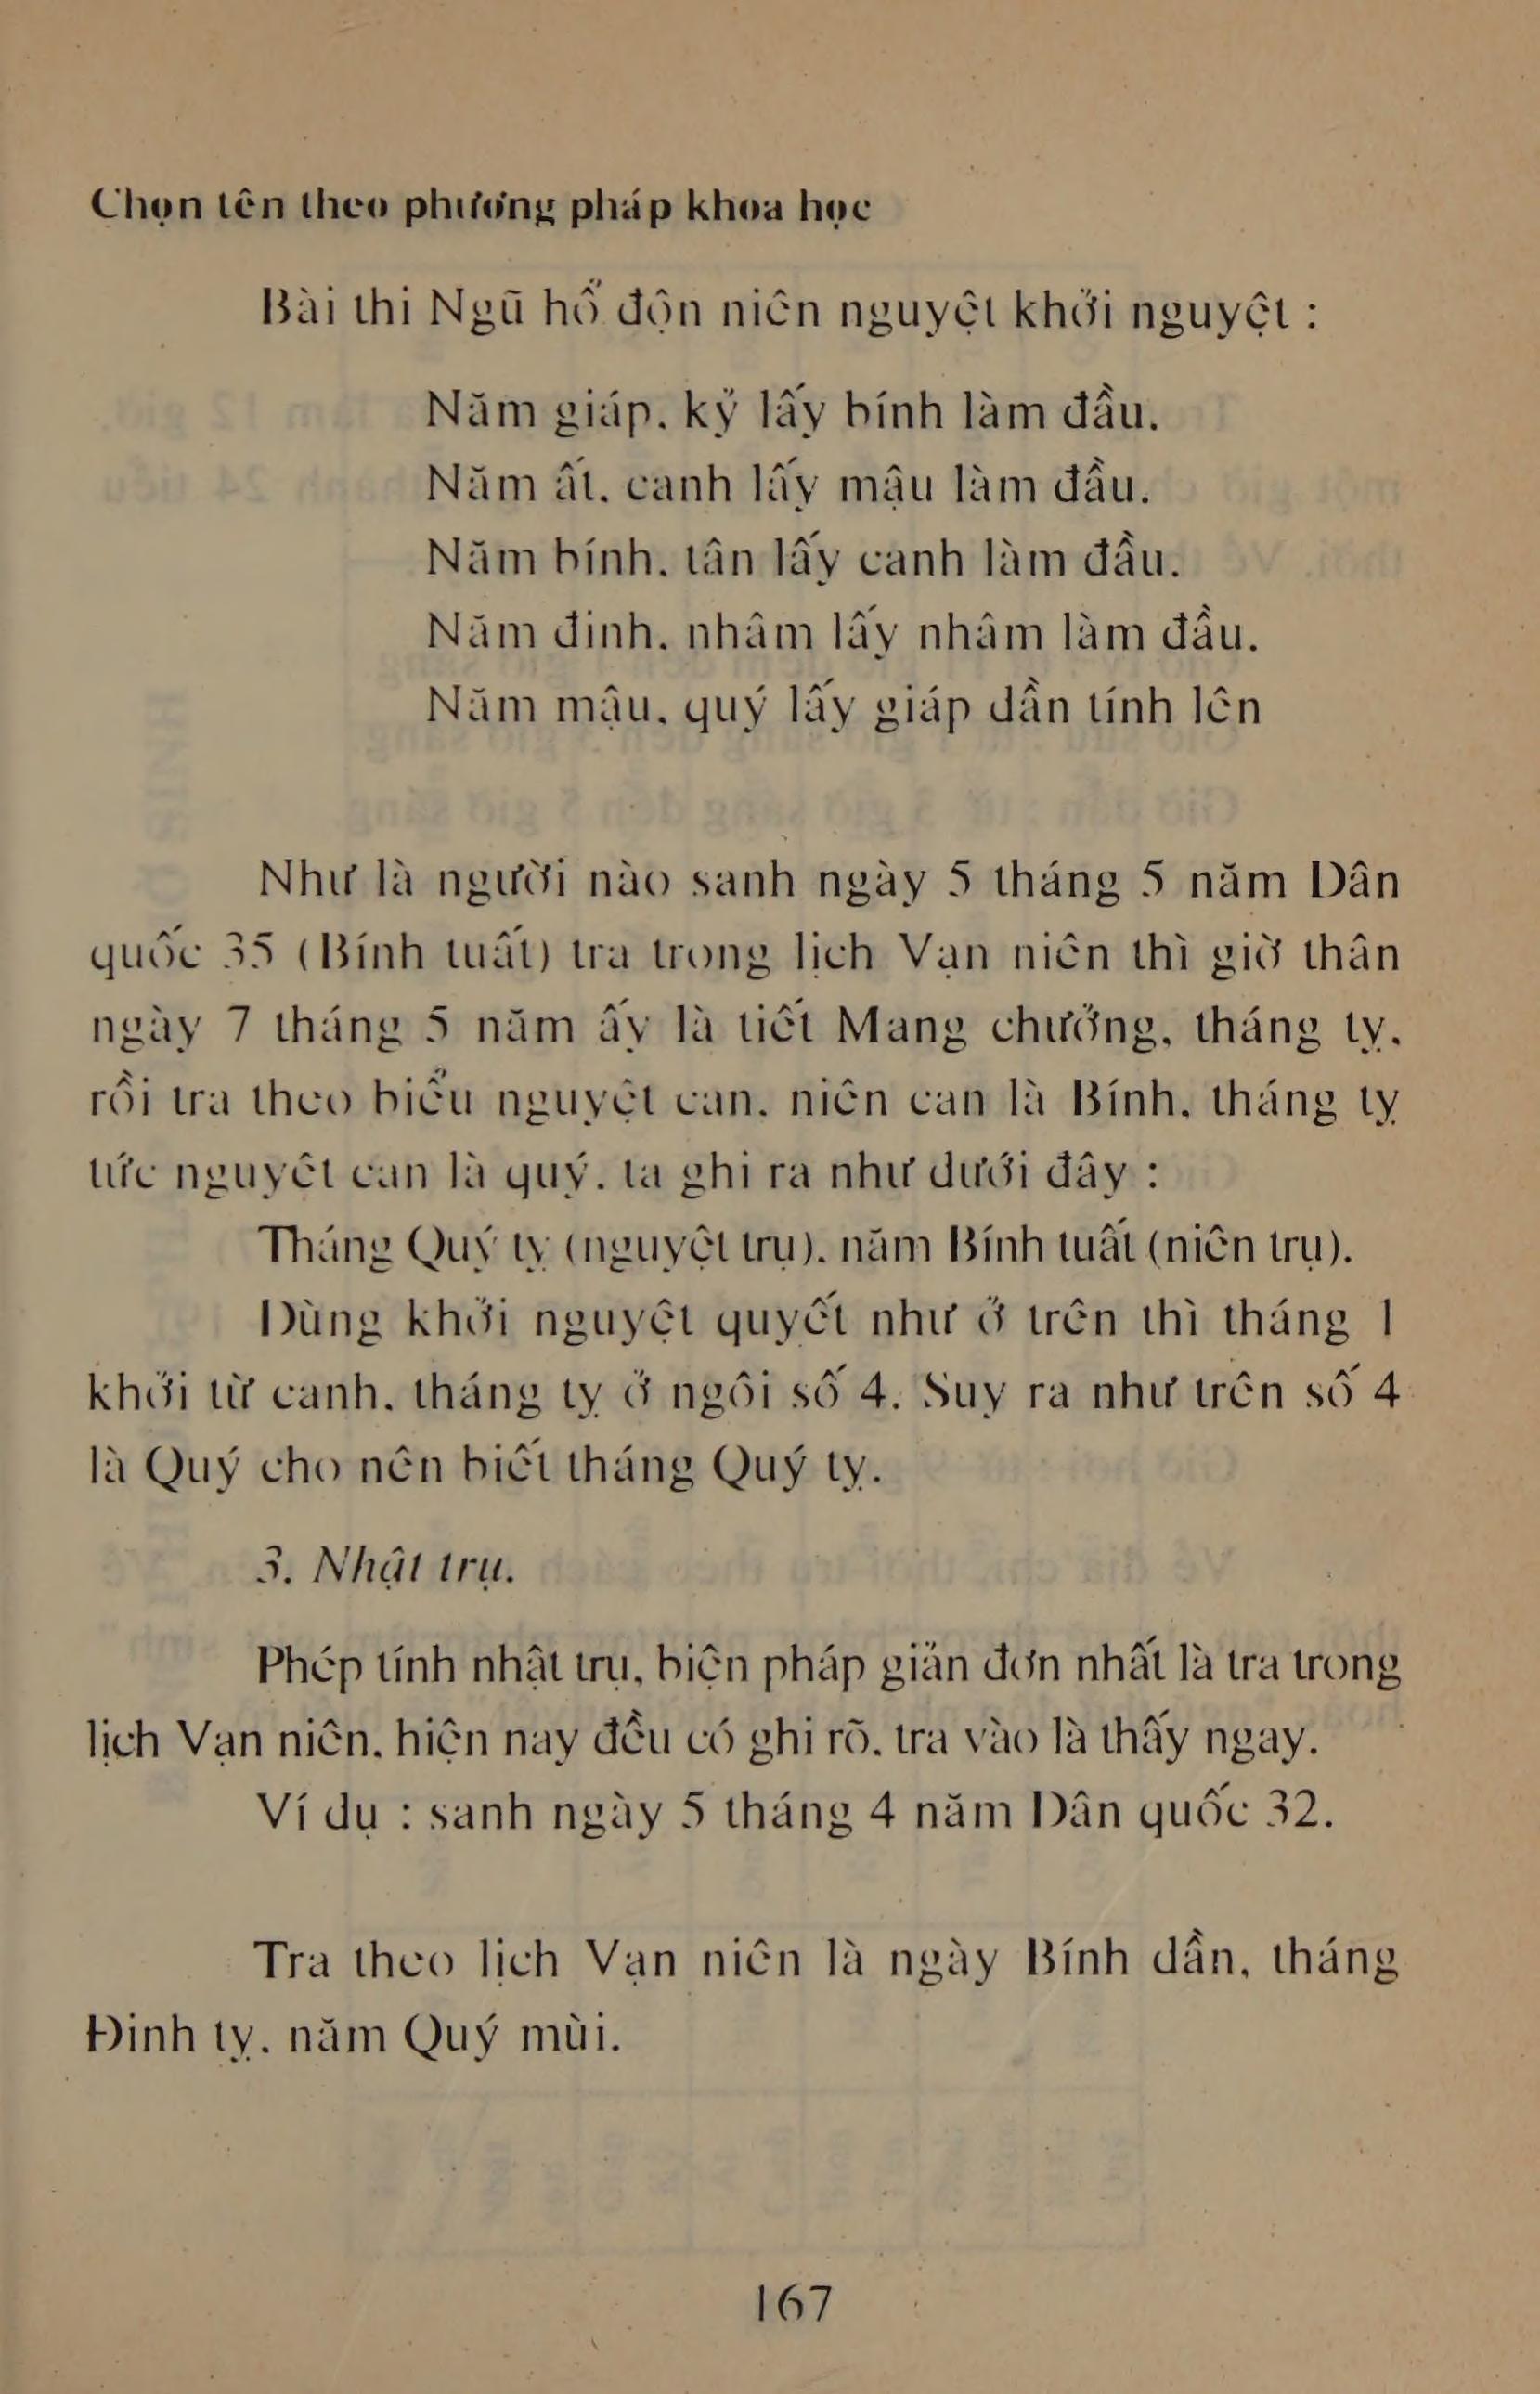 Chọn tên theo phương pháp khoa học
Bài thi Ngũ hổ độn niên nguyệt khởi nguyệt :
Năm giáp, kỷ lấy bính làm đầu.
Năm ất, canh lấy mậu làm đầu.
Năm bính, tân lấy canh làm đầu.
Năm đinh, nhâm lấy nhâm làm đầu.
Năm mậu, quý lấy giáp dần tính lên
Như là người nào sanh ngày 5 tháng 5 năm Dân
quốc 35 (Bính tuất) tra trong lịch Vạn niên thì giờ thân
ngày 7 tháng 5 năm ấy là tiết Mang chưởng, tháng tỵ,
rồi tra theo biểu nguyệt can, niên can là Bính, tháng tỵ
tức nguyệt can là quý, ta ghi ra như dưới đây :
Tháng Quý tỵ (nguyệt trụ), năm Bính tuất (niên trụ).
Dùng khởi nguyệt quyết như ở trên thì tháng 1
khởi từ canh, tháng tỵ ở ngôi số 4. Suy ra như trên số 4
là Quý cho nên biết tháng Quý tỵ.
3. Nhật trụ.
Phép tính nhật trụ, biện pháp giản đơn nhất là tra trong
lịch Vạn niên, hiện nay đều có ghi rõ, tra vào là thấy ngay.
Ví dụ : sanh ngày 5 tháng 4 năm Dân quốc 32.
Tra theo lịch Vạn niên là ngày Bính dần, tháng
Đinh tỵ, năm Quý mùi.
167